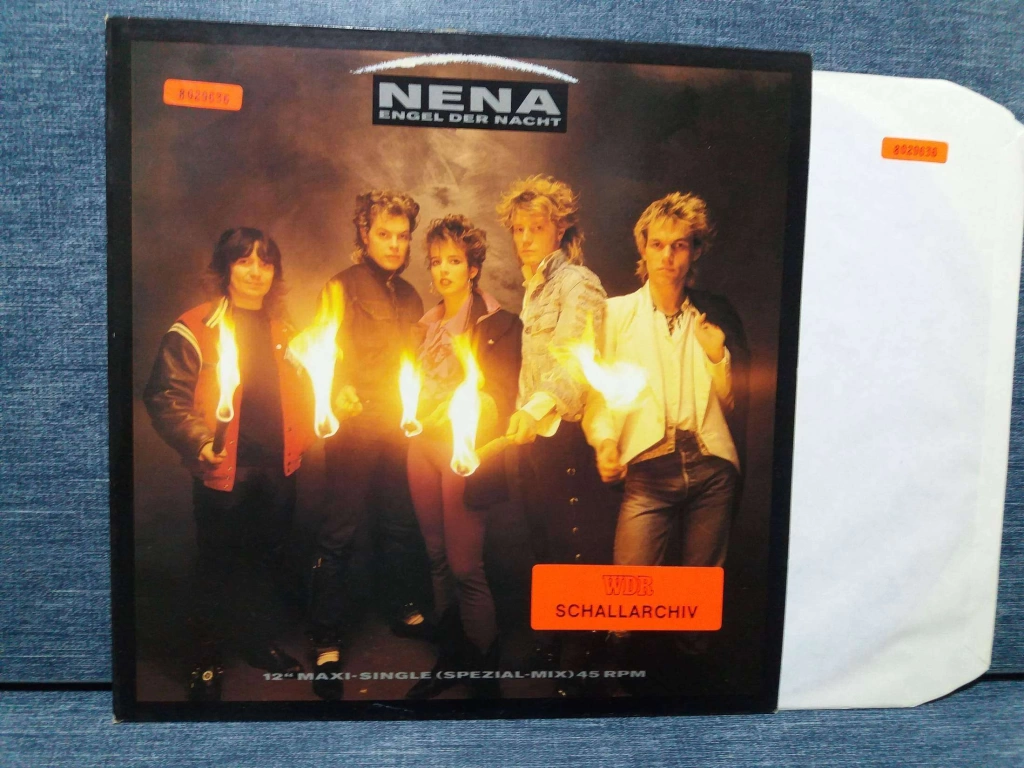 8029636
NENA
ENGEL DER NACHT
8029636
WDR
SCHALLARCHIV
12" MAXI-SINGLE (SPEZIAL-MIX) 45 RPM